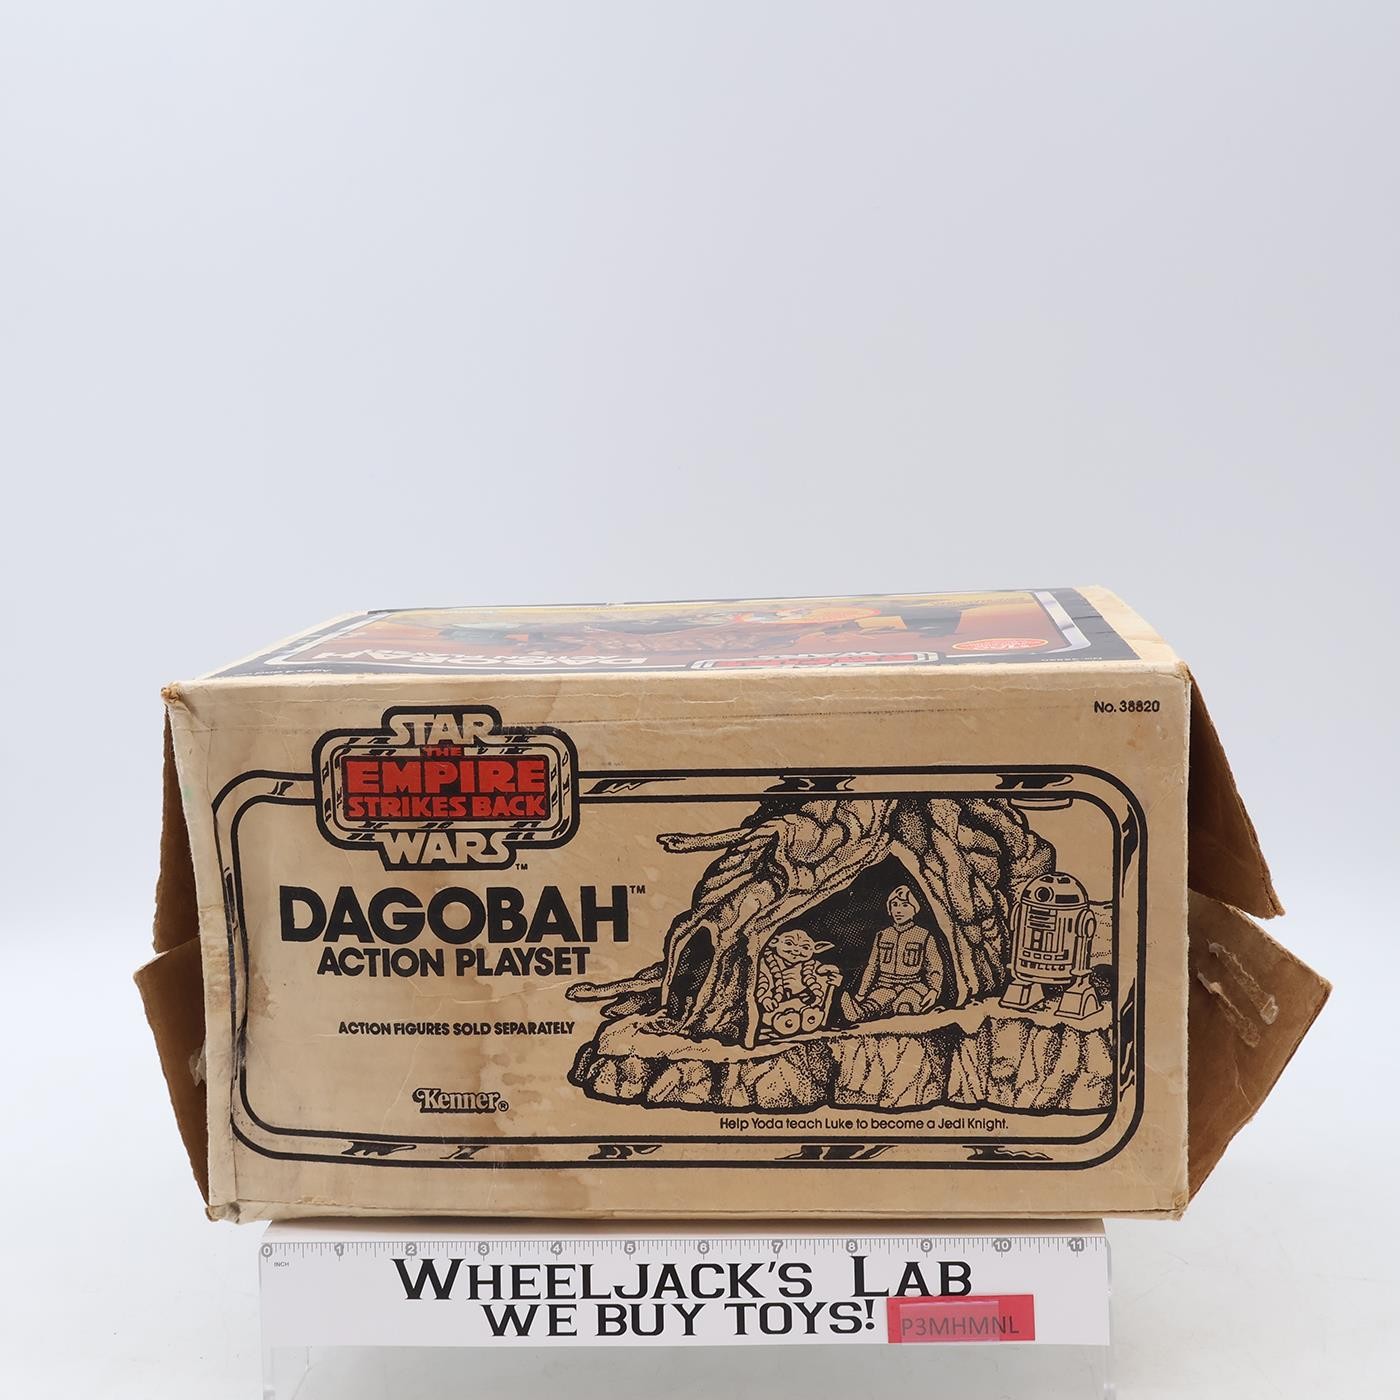 DAGOBAH
No. 38820
STAR
THE
EMPIRE
STRIKES BACK
WARS™
DAGOBAH™
ACTION PLAYSET
ACTION FIGURES SOLD SEPARATELY
Kenner®
Help Yoda teach Luke to become a Jedi Knight.
0 1 2 3 4 5 6 7 8 9 10 11
INCH
WHEELJACK'S LAB
WE BUY TOYS!
P3MHMNL